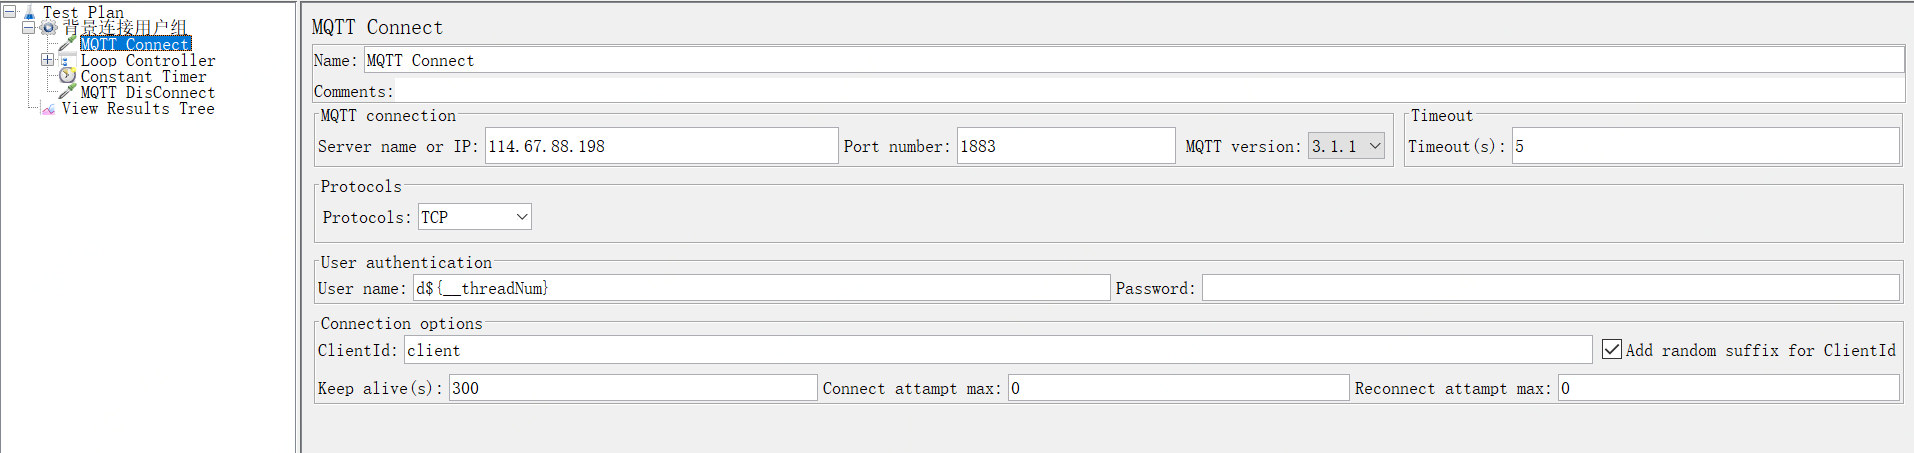 Test Plan
背景连接用户组
MQTT Connect
Loop Controller
Constant Timer
MQTT DisConnect
View Results Tree
MQTT Connect
Name: MQTT Connect
Comments:
MQTT connection
Server name or IP: 114.67.88.198 Port number: 1883 MQTT version: 3.1.1
Timeout
Timeout(s): 5
Protocols
Protocols: TCP
User authentication
User name: d${__threadNum} Password:
Connection options
ClientId: client Add random suffix for ClientId
Keep alive(s): 300 Connect attampt max: 0 Reconnect attampt max: 0